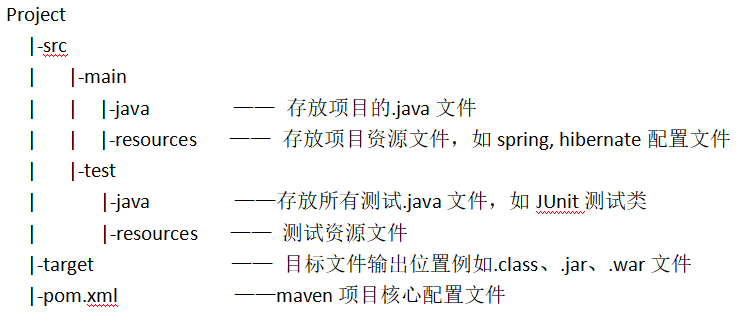 Project
|-src
| |-main
| | |-java —— 存放项目的.java 文件
| | |-resources —— 存放项目资源文件，如 spring, hibernate 配置文件
| |-test
| |-java ——存放所有测试.java 文件，如 JUnit 测试类
| |-resources —— 测试资源文件
|-target —— 目标文件输出位置例如.class、.jar、.war 文件
|-pom.xml ——maven 项目核心配置文件